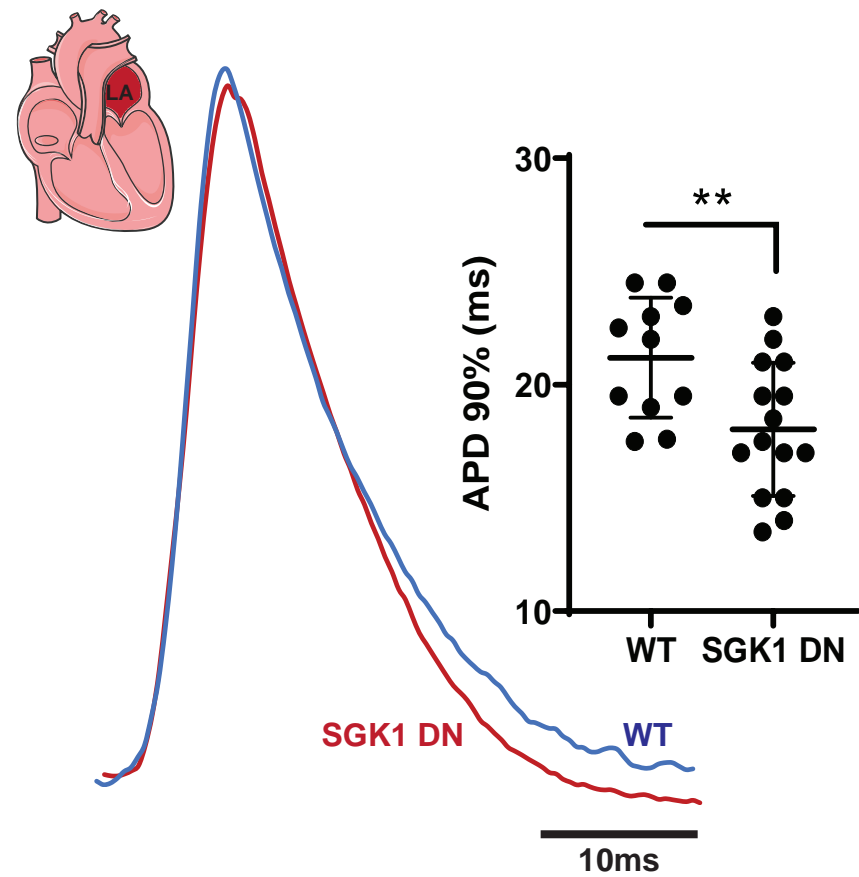 LA
30
**
APD 90% (ms)
20
10
WT SGK1 DN
SGK1 DN WT
10ms